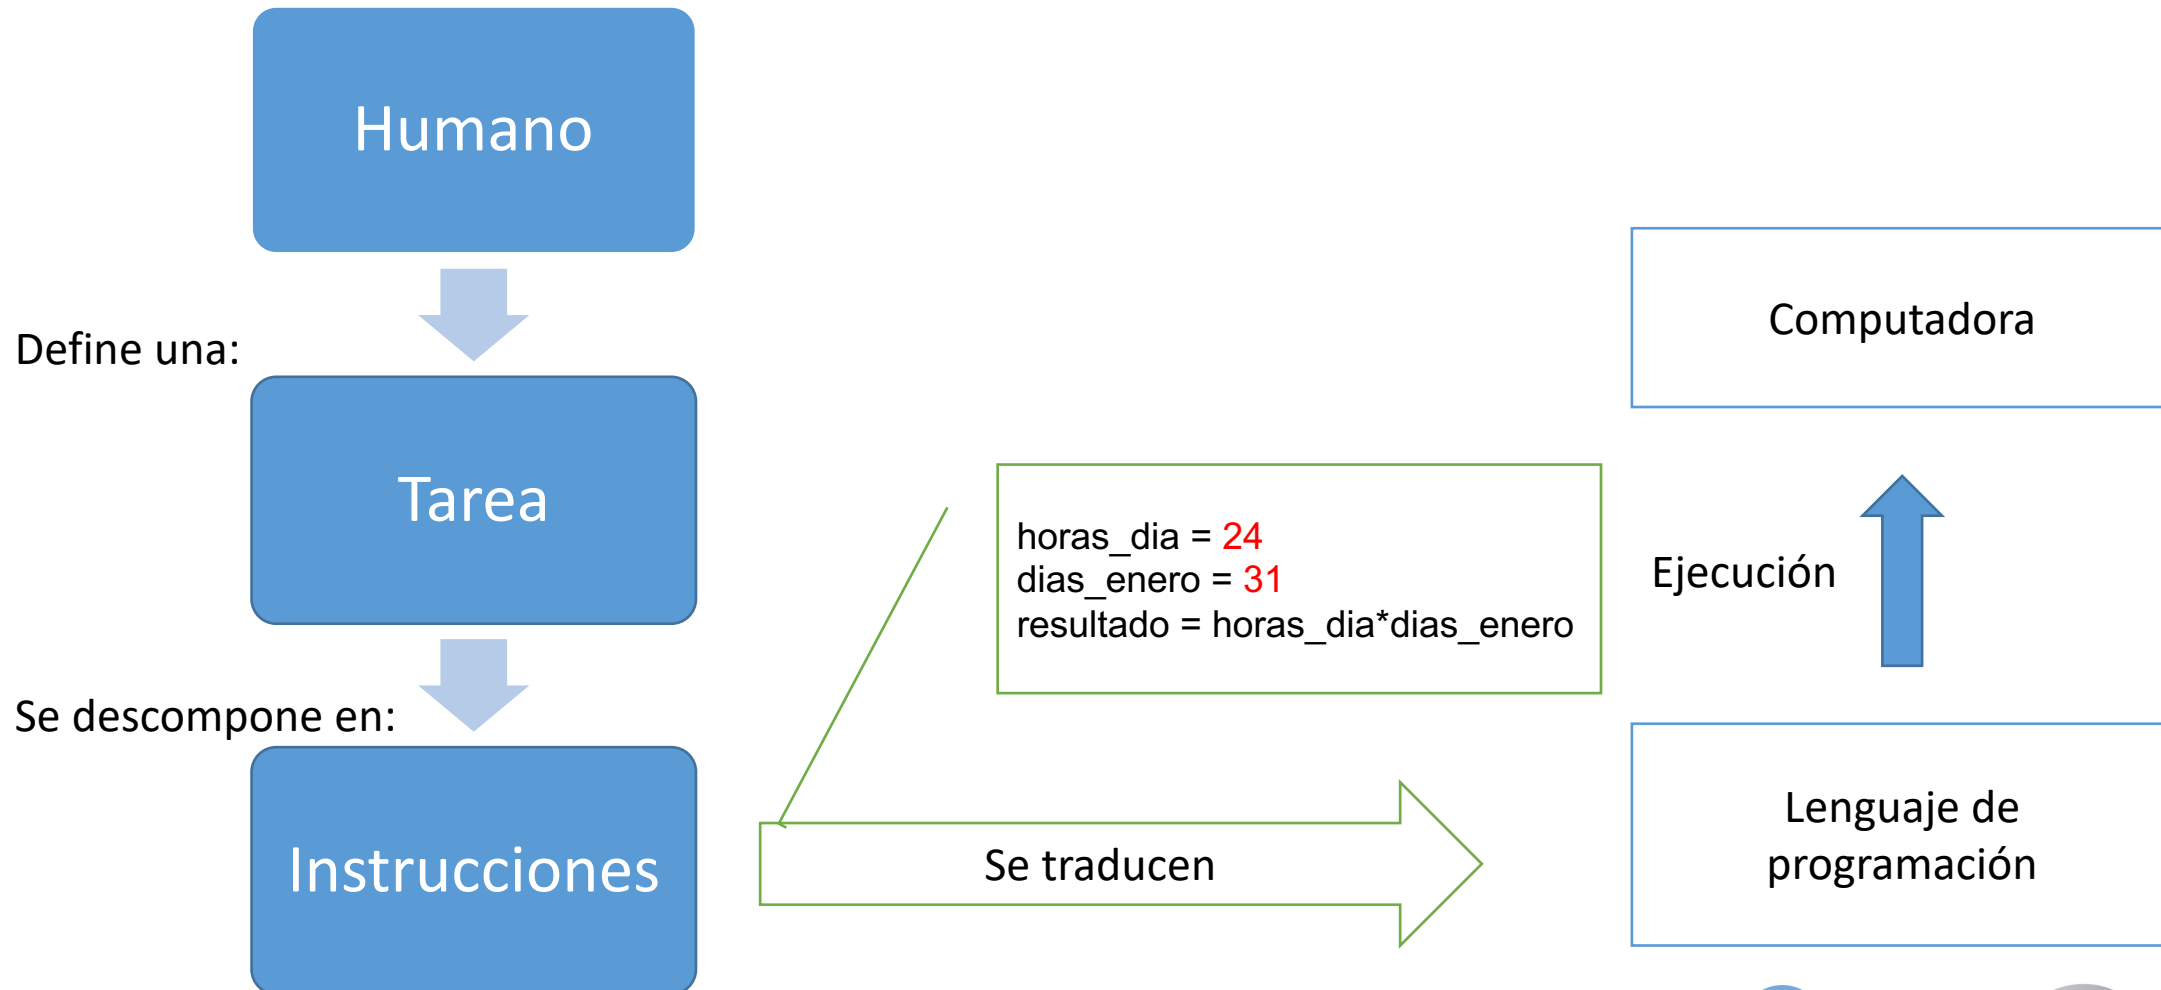 Humano
Define una:
Tarea
Se descompone en:
Instrucciones
Se traducen
horas_dia = 24
dias_enero = 31
resultado = horas_dia*dias_enero
Lenguaje de
programación
Ejecución
Computadora